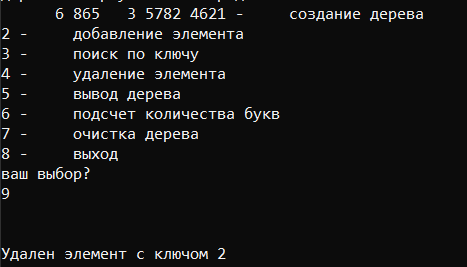 6 865   3 5782 4621 -     создание дерева
2 -     добавление элемента
3 -     поиск по ключу
4 -     удаление элемента
5 -     вывод дерева
6 -     подсчет количества букв
7 -     очистка дерева
8 -     выход
ваш выбор?
9
Удален элемент с ключом 2